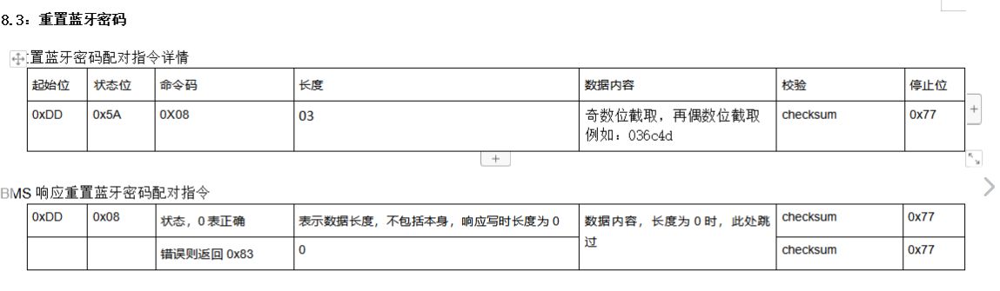 8.3：重置蓝牙密码
置蓝牙密码配对指令详情
起始位 状态位 命令码 长度 数据内容 校验 停止位
0xDD 0x5A 0X08 03 奇数位截取，再偶数位截取 checksum 0x77
例如：036c4d
BMS 响应重置蓝牙密码配对指令
0xDD 0x08 状态，0 表正确 表示数据长度，不包括本身，响应写时长度为 0 数据内容，长度为 0 时，此处跳 checksum 0x77
过
错误则返回 0x83 0 checksum 0x77